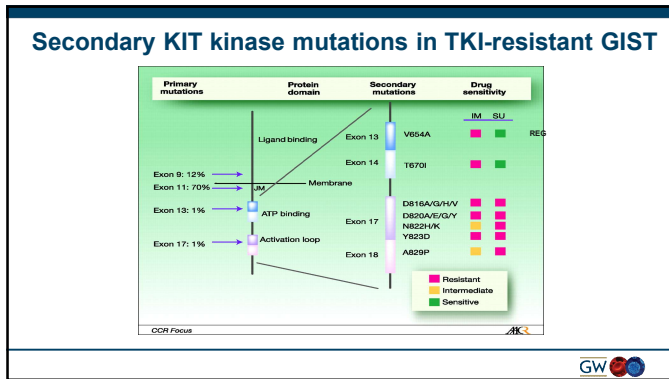 Secondary KIT kinase mutations in TKI-resistant GIST
Primary mutations
Protein domain
Secondary mutations
Drug sensitivity
IM SU
REG
Ligand binding
Exon 13 V654A
Exon 14 T670I
Exon 9: 12%
Membrane
Exon 11: 70%
JM
Exon 13: 1%
ATP binding
Exon 17: 1%
Activation loop
Exon 17
D816A/G/H/V
D820A/E/G/Y
N822H/K
Y823D
Exon 18 A829P
Resistant
Intermediate
Sensitive
CCR Focus
AACR
GW